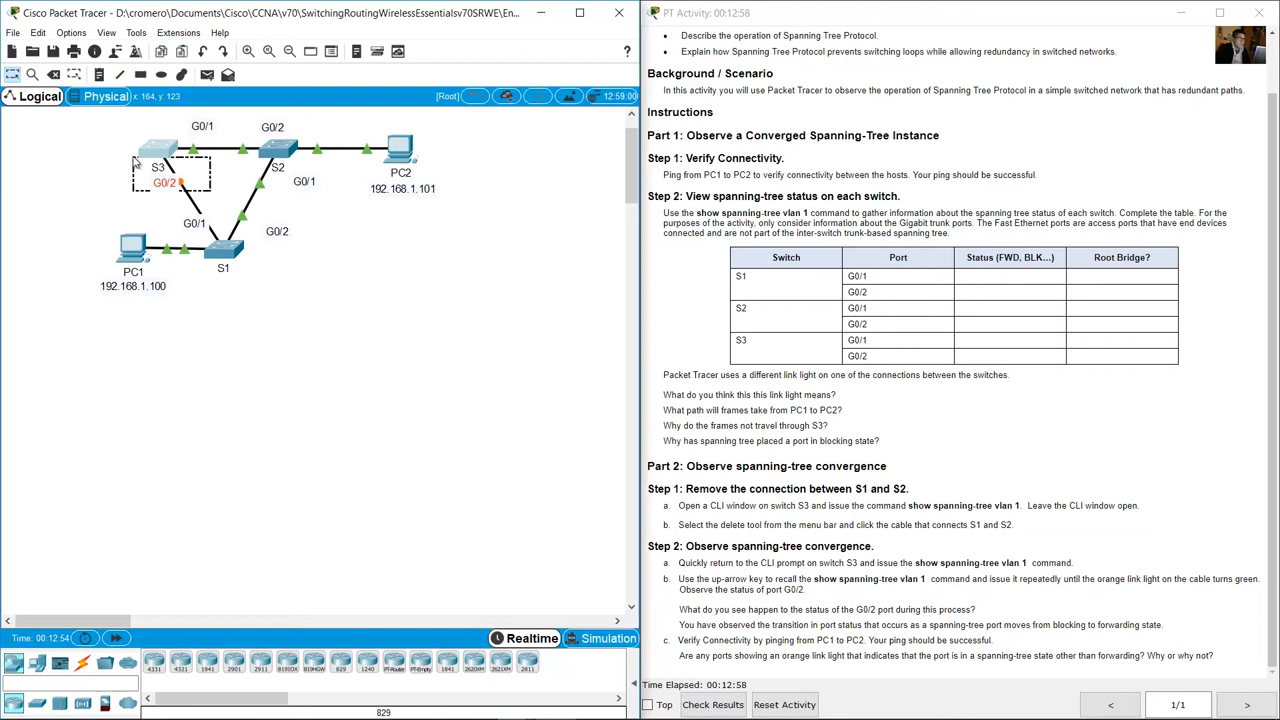 Cisco Packet Tracer - D:\cromero\Documents\Cisco\CCNA\v70\SwitchingRoutingWirelessEssentialsv70SRWE\En...
File Edit Options View Tools Extensions Help
?
Logical Physical x: 164, y: 123 [Root] 12:59:00
G0/1 G0/2
S3 S2 PC2
G0/2 G0/1 192.168.1.101
G0/1 G0/2
PC1 S1
192.168.1.100
Time: 00:12:54 Realtime Simulation
4331 4321 1941 2901 2911 819IOX 819HGW 829 1240 PT-Router PT-Empty 1841 2620XM 2621XM 2811
829
PT Activity: 00:12:58
• Describe the operation of Spanning Tree Protocol.
• Explain how Spanning Tree Protocol prevents switching loops while allowing redundancy in switched networks.
Background / Scenario
In this activity you will use Packet Tracer to observe the operation of Spanning Tree Protocol in a simple switched network that has redundant paths.
Instructions
Part 1: Observe a Converged Spanning-Tree Instance
Step 1: Verify Connectivity.
Ping from PC1 to PC2 to verify connectivity between the hosts. Your ping should be successful.
Step 2: View spanning-tree status on each switch.
Use the show spanning-tree vlan 1 command to gather information about the spanning tree status of each switch. Complete the table. For the
purposes of the activity, only consider information about the Gigabit trunk ports. The Fast Ethernet ports are access ports that have end devices
connected and are not part of the inter-switch trunk-based spanning tree.
Switch Port Status (FWD, BLK...) Root Bridge?
S1 G0/1
G0/2
S2 G0/1
G0/2
S3 G0/1
G0/2
Packet Tracer uses a different link light on one of the connections between the switches.
What do you think this this link light means?
What path will frames take from PC1 to PC2?
Why do the frames not travel through S3?
Why has spanning tree placed a port in blocking state?
Part 2: Observe spanning-tree convergence
Step 1: Remove the connection between S1 and S2.
a. Open a CLI window on switch S3 and issue the command show spanning-tree vlan 1. Leave the CLI window open.
b. Select the delete tool from the menu bar and click the cable that connects S1 and S2.
Step 2: Observe spanning-tree convergence.
a. Quickly return to the CLI prompt on switch S3 and issue the show spanning-tree vlan 1 command.
b. Use the up-arrow key to recall the show spanning-tree vlan 1 command and issue it repeatedly until the orange link light on the cable turns green.
Observe the status of port G0/2.
What do you see happen to the status of the G0/2 port during this process?
You have observed the transition in port status that occurs as a spanning-tree port moves from blocking to forwarding state.
c. Verify Connectivity by pinging from PC1 to PC2. Your ping should be successful.
Are any ports showing an orange link light that indicates that the port is in a spanning-tree state other than forwarding? Why or why not?
Time Elapsed: 00:12:58
Top Check Results Reset Activity < 1/1 >